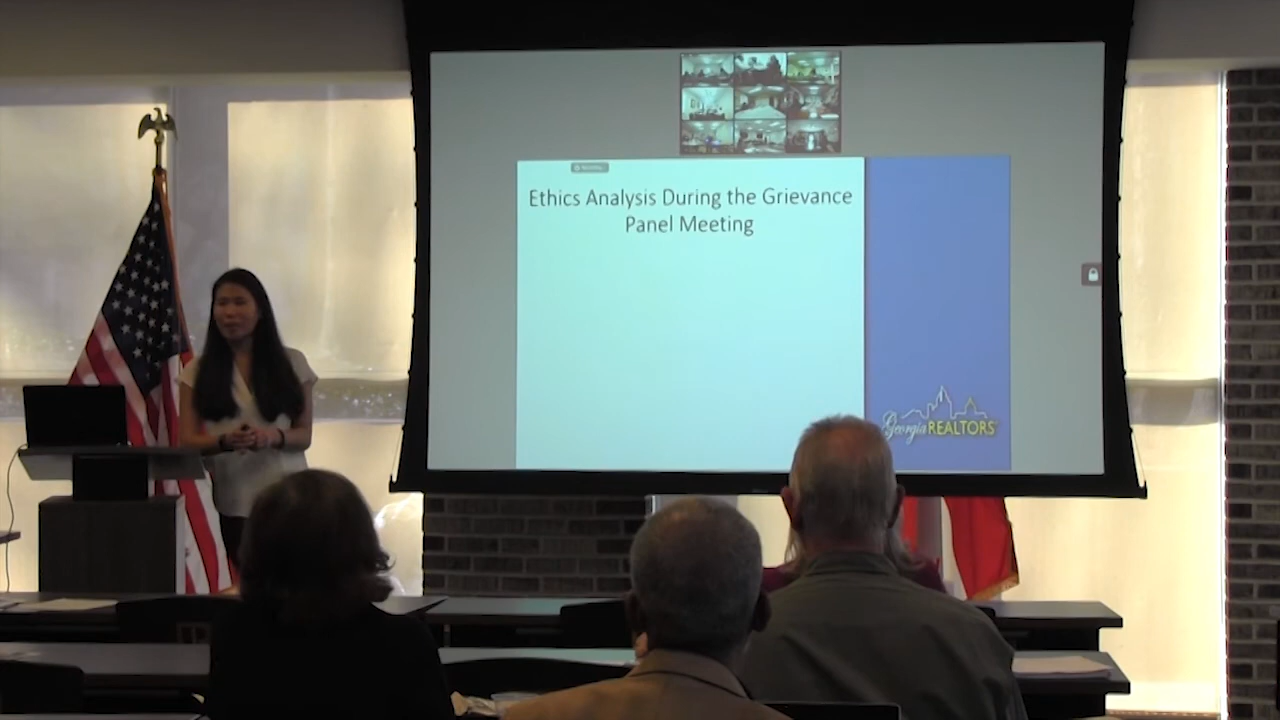 Ethics Analysis During the Grievance
Panel Meeting
Georgia REALTORS